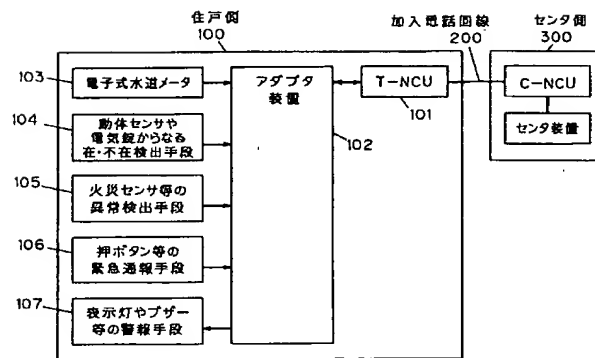 住戸側
100
加入電話回線
200
センタ側
300
103
電子式水道メータ
アダプタ
装置
T-NCU
101
C-NCU
センタ装置
104
動体センサや
電気錠からなる
在・不在検出手段
102
105
火災センサ等の
異常検出手段
106
押ボタン等の
緊急通報手段
107
表示灯やブザー
等の警報手段